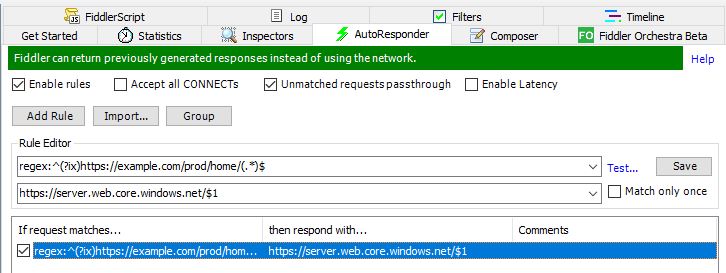 FiddlerScript Log Filters Timeline
Get Started Statistics Inspectors AutoResponder Composer FO Fiddler Orchestra Beta
Fiddler can return previously generated responses instead of using the network. Help
Enable rules Accept all CONNECTs Unmatched requests passthrough Enable Latency
Add Rule Import... Group
Rule Editor
regex:^(?ix)https://example.com/prod/home/(.*)$ Test... Save
https://server.web.core.windows.net/$1 Match only once
If request matches... then respond with... Comments
regex:^(?ix)https://example.com/prod/hom... https://server.web.core.windows.net/$1